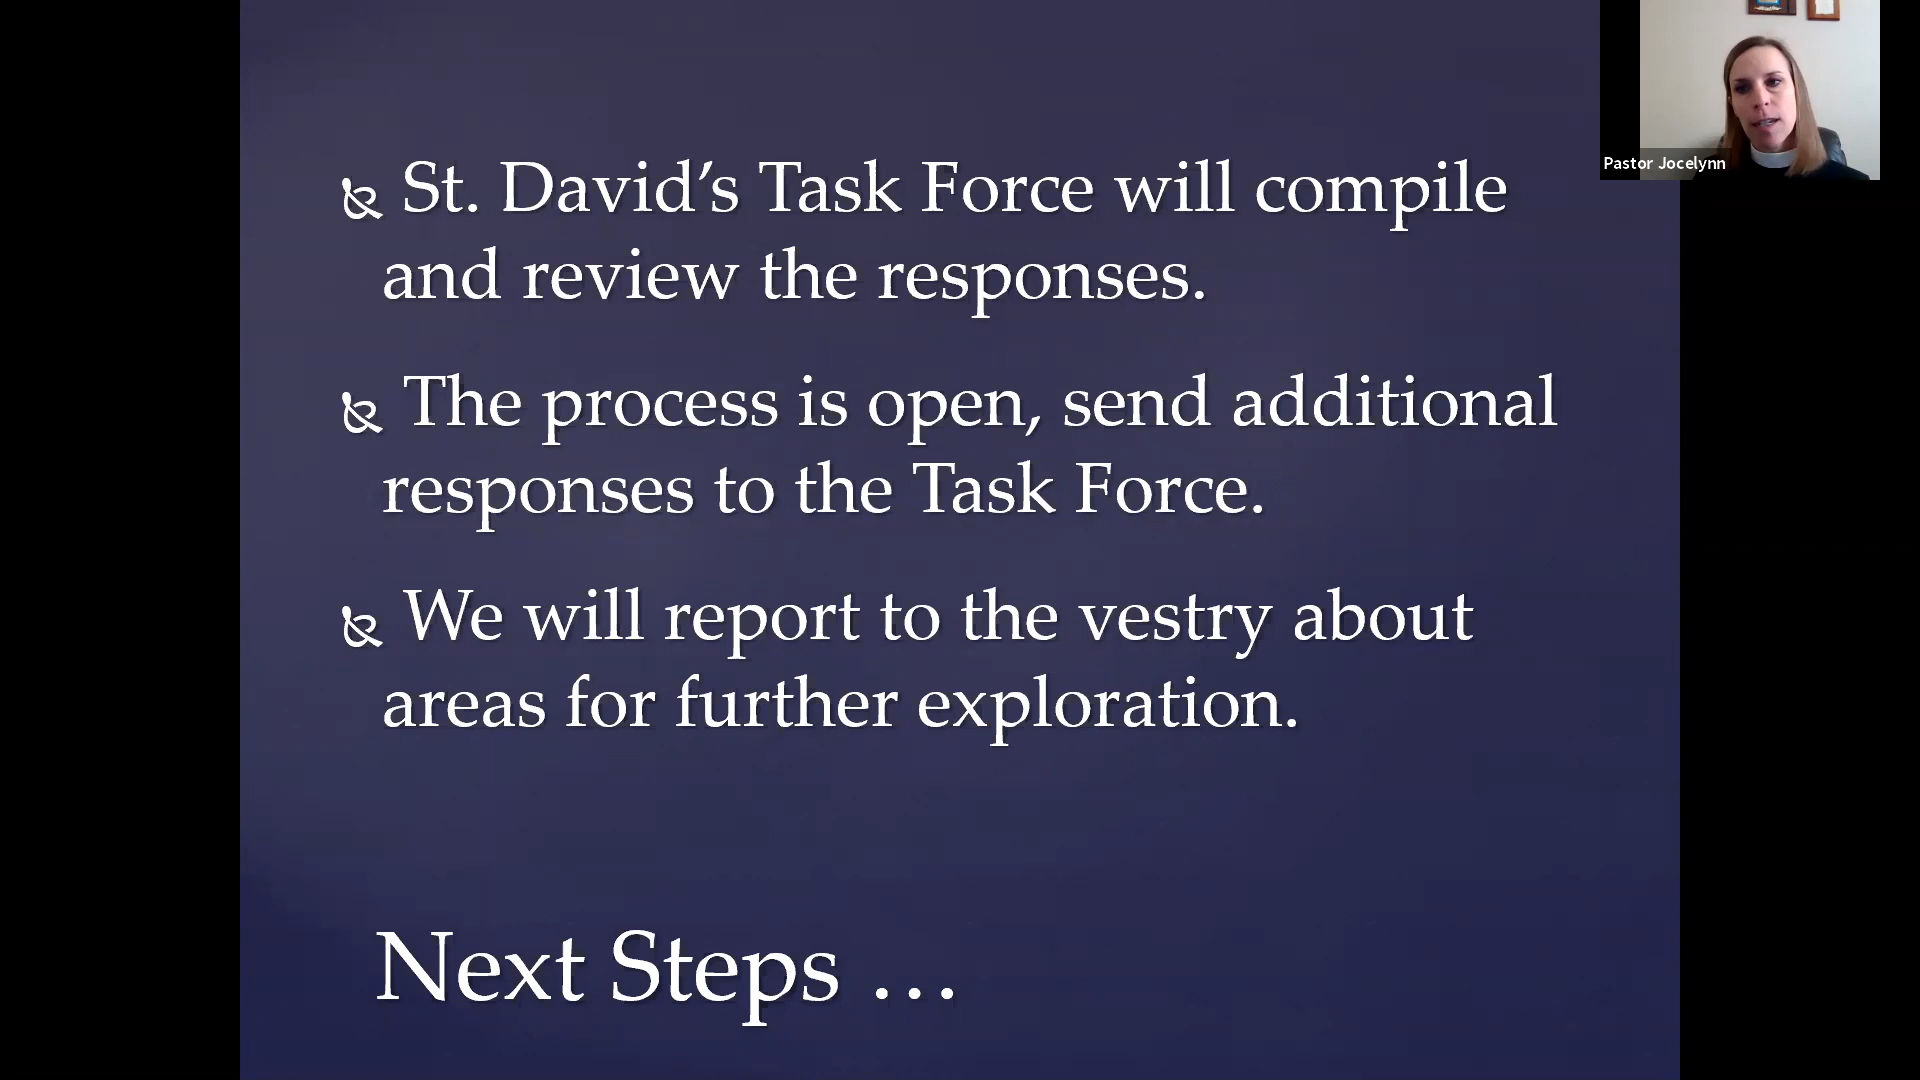 St. David’s Task Force will compile
and review the responses.
The process is open, send additional
responses to the Task Force.
We will report to the vestry about
areas for further exploration.
Next Steps …
Pastor Jocelynn